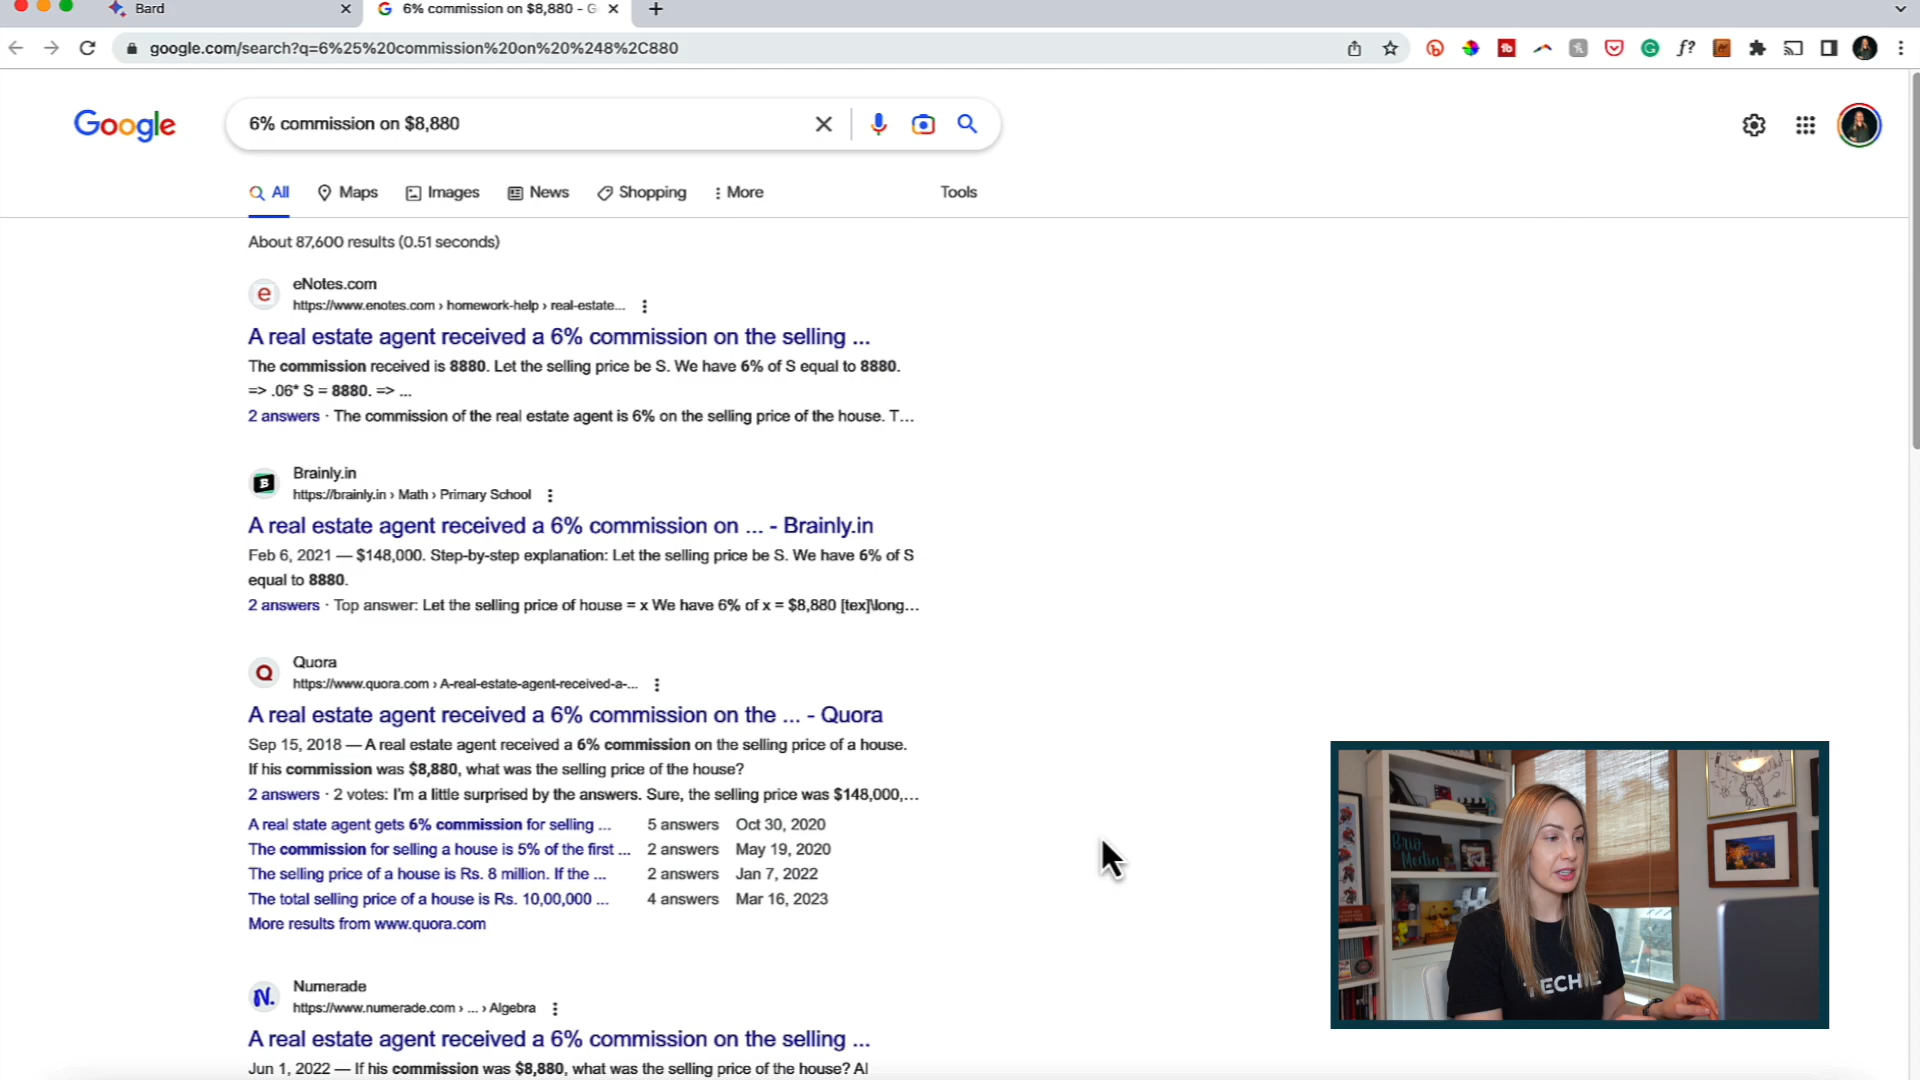 Bard
6% commission on $8,880 - G
google.com/search?q=6%25%20commission%20on%20%248%2C880
Google
6% commission on $8,880
All
Maps
Images
News
Shopping
More
Tools
About 87,600 results (0.51 seconds)
eNotes.com
https://www.enotes.com › homework-help › real-estate...
A real estate agent received a 6% commission on the selling ...
The commission received is 8880. Let the selling price be S. We have 6% of S equal to 8880.
=> .06* S = 8880. => ...
2 answers · The commission of the real estate agent is 6% on the selling price of the house. T...
Brainly.in
https://brainly.in › Math › Primary School
A real estate agent received a 6% commission on ... - Brainly.in
Feb 6, 2021 — $148,000. Step-by-step explanation: Let the selling price be S. We have 6% of S
equal to 8880.
2 answers · Top answer: Let the selling price of house = x We have 6% of x = $8,880 [tex]\long...
Quora
https://www.quora.com › A-real-estate-agent-received-a-...
A real estate agent received a 6% commission on the ... - Quora
Sep 15, 2018 — A real estate agent received a 6% commission on the selling price of a house.
If his commission was $8,880, what was the selling price of the house?
2 answers · 2 votes: I'm a little surprised by the answers. Sure, the selling price was $148,000,...
A real state agent gets 6% commission for selling ... 5 answers Oct 30, 2020
The commission for selling a house is 5% of the first ... 2 answers May 19, 2020
The selling price of a house is Rs. 8 million. If the ... 2 answers Jan 7, 2022
The total selling price of a house is Rs. 10,00,000 ... 4 answers Mar 16, 2023
More results from www.quora.com
Numerade
https://www.numerade.com › ... › Algebra
A real estate agent received a 6% commission on the selling ...
Jun 1, 2022 — If his commission was $8,880, what was the selling price of the house? Al
Brio
Media
TECHIE